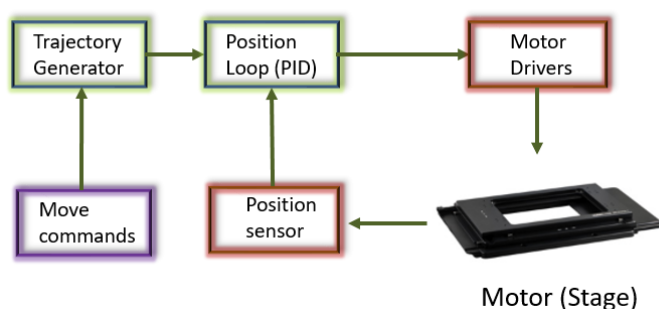 Trajectory
Generator
Position
Loop (PID)
Motor
Drivers
Move
commands
Position
sensor
Motor (Stage)